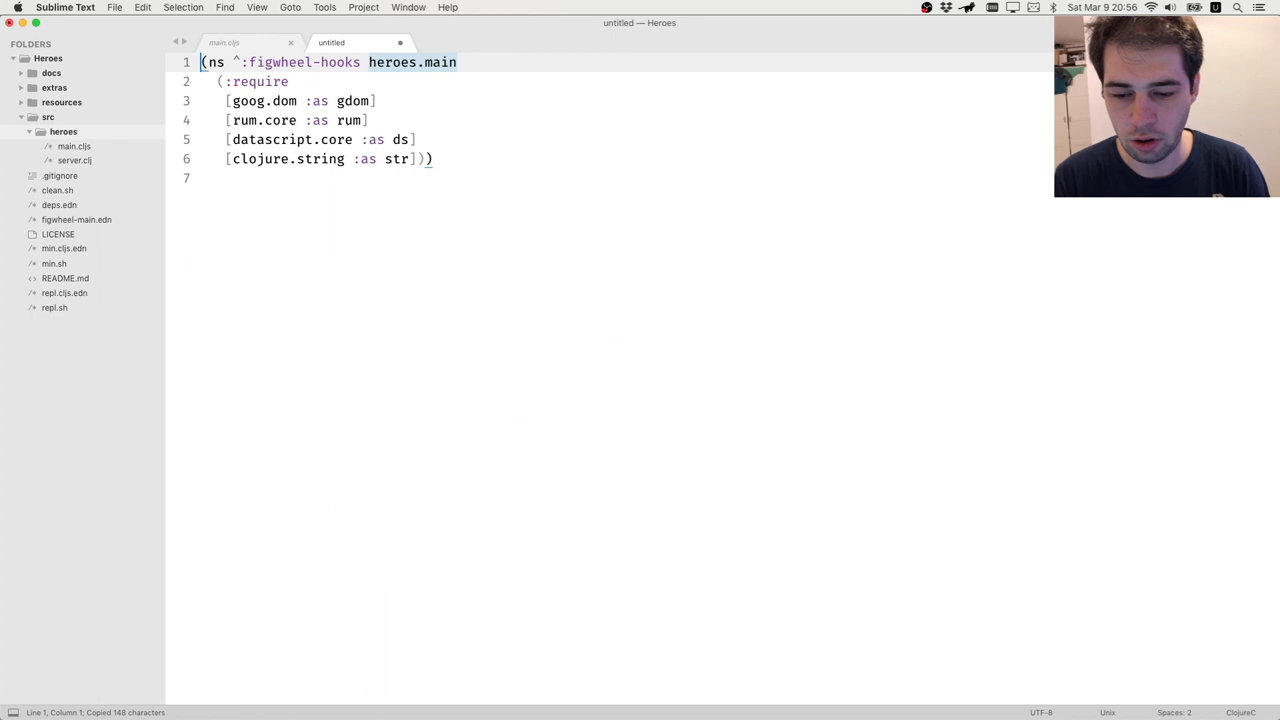 Sublime Text File Edit Selection Find View Goto Tools Project Window Help
Sat Mar 9 20:56
untitled — Heroes
FOLDERS
Heroes
docs
extras
resources
src
heroes
main.cljs
server.clj
.gitignore
clean.sh
deps.edn
figwheel-main.edn
LICENSE
min.cljs.edn
min.sh
README.md
repl.cljs.edn
repl.sh
main.cljs
untitled
1 (ns ^:figwheel-hooks heroes.main
2 (:require
3 [goog.dom :as gdom]
4 [rum.core :as rum]
5 [datascript.core :as ds]
6 [clojure.string :as str]))
7
Line 1, Column 1; Copied 148 characters
UTF-8 Unix Spaces: 2 ClojureC